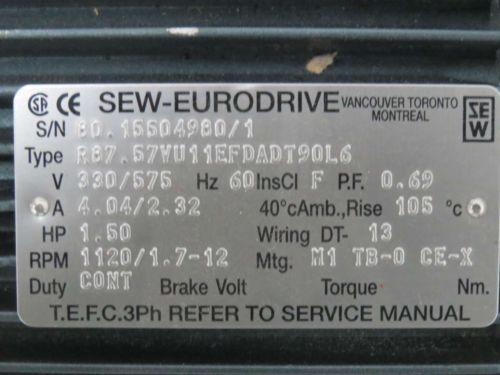 SA CE SEW-EURODRIVE VANCOUVER TORONTO MONTREAL SEW
S/N 80.15504980/1
Type R87.57VU11EFDADT90L6
V 330/575 Hz 60 InsCl F P.F. 0.69
A 4.04/2.32 40°cAmb.,Rise 105 °c
HP 1.50 Wiring DT- 13
RPM 1120/1.7-12 Mtg. M1 TB-0 CE-X
Duty CONT Brake Volt Torque Nm.
T.E.F.C.3Ph REFER TO SERVICE MANUAL